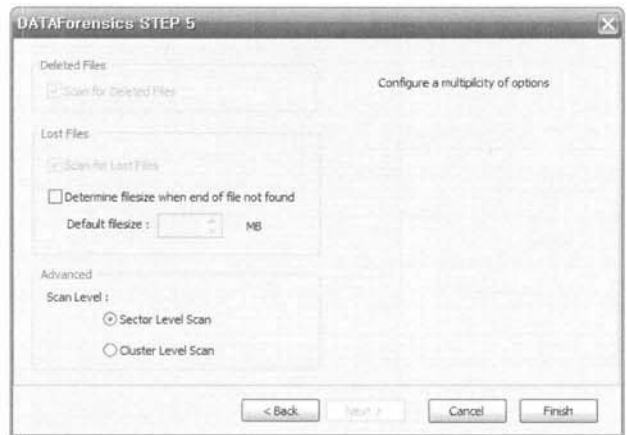 DATAForensics STEP 5
Deleted Files
Scan for Deleted Files
Configure a multiplicity of options
Lost Files
Scan for Lost Files
Determine filesize when end of file not found
Default filesize :
MB
Advanced
Scan Level :
Sector Level Scan
Cluster Level Scan
< Back
Next >
Cancel
Finish